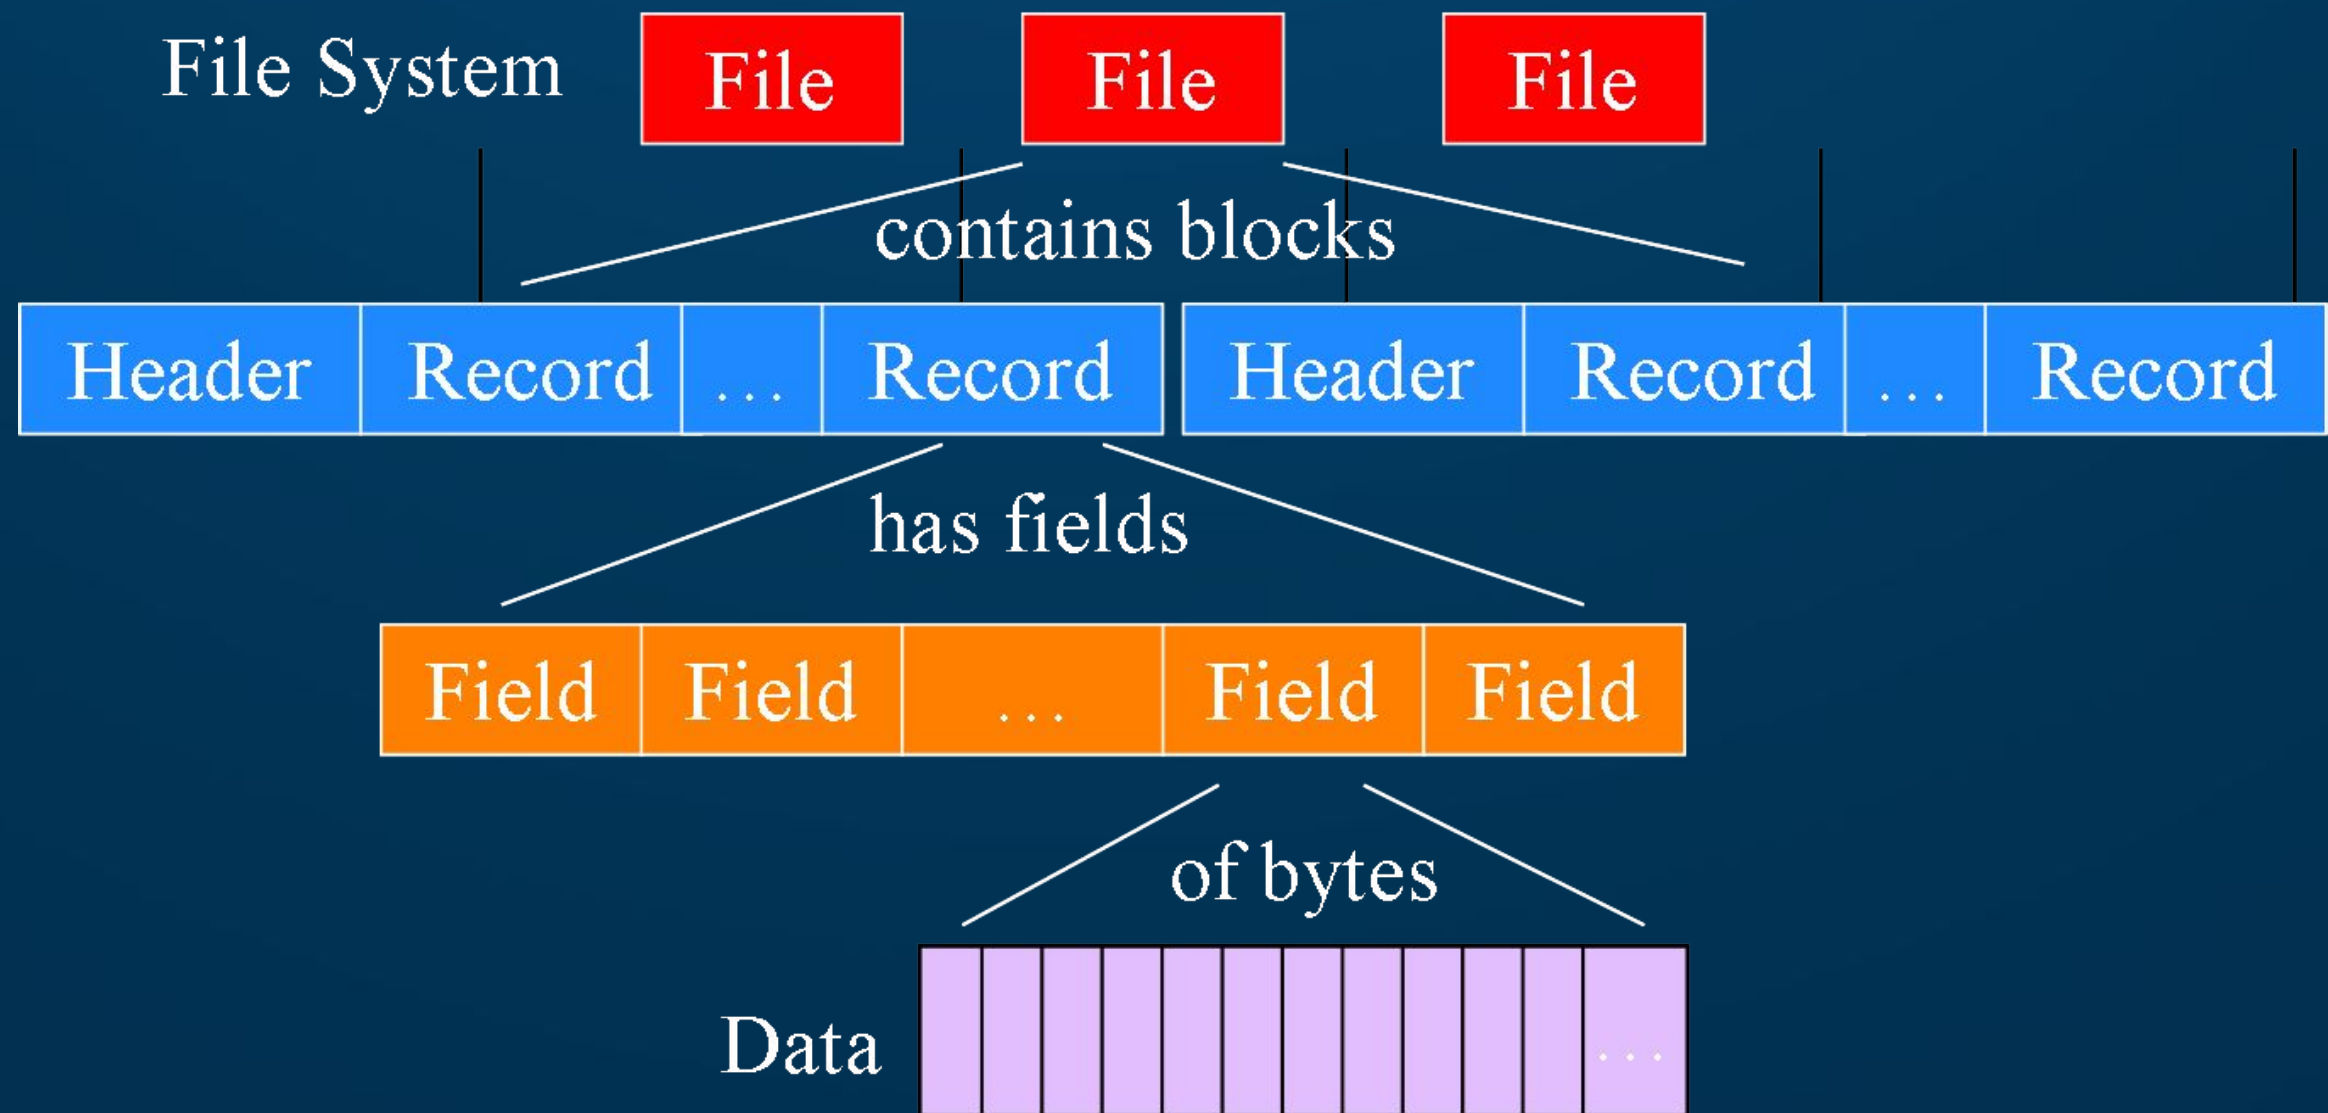 File System File File File
contains blocks
Header Record ... Record Header Record ... Record
has fields
Field Field ... Field Field
of bytes
Data ...